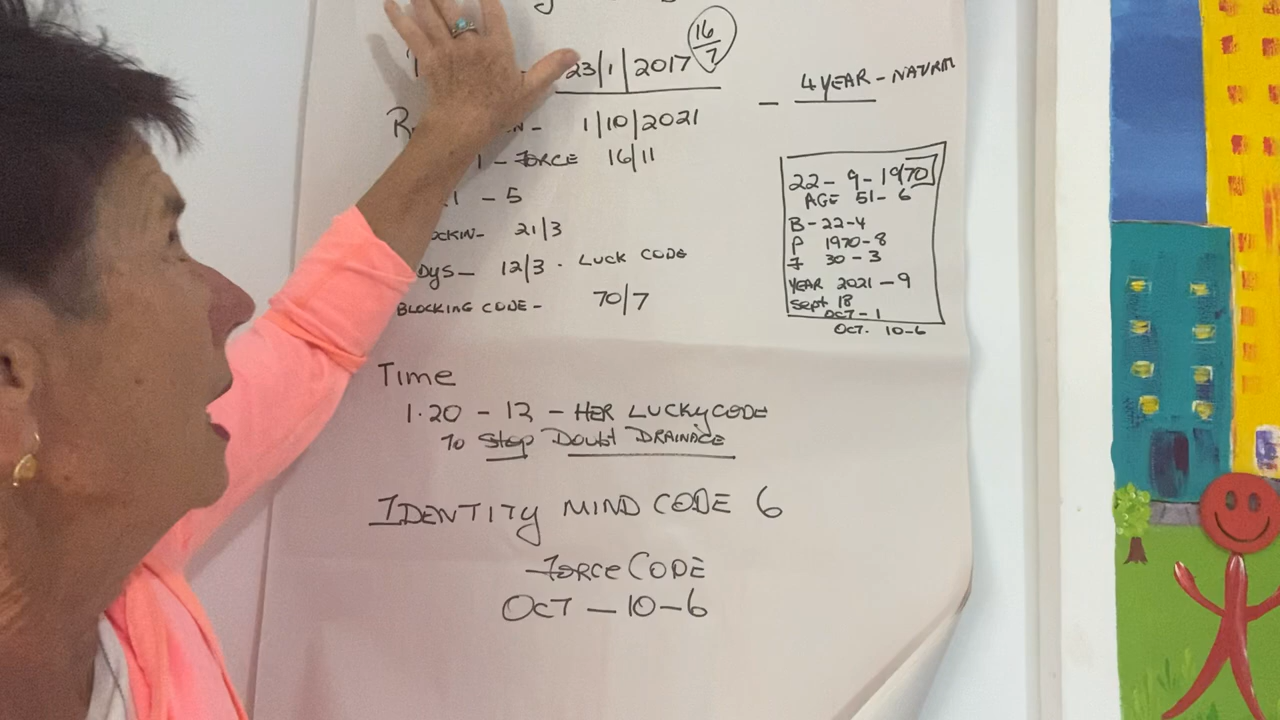 23/1/2017 16/7
1/10/2021
1 - FORCE 16/11
1 - 5
21/3
12/3 - LUCK CODE
BLOCKING CODE - 70/7
- 4 YEAR - NATURAL
22 - 9 - 1970
AGE 51 - 6
B - 22 - 4
P 1970 - 8
F 30 - 3
YEAR 2021 - 9
Sept 18
OCT - 1
OCT. 10-6
Time
1.20 - 12 - HER LUCKY CODE
TO Stop Doubt DRAINAGE
IDENTITY MIND CODE 6
FORCE CODE
OCT - 10 - 6